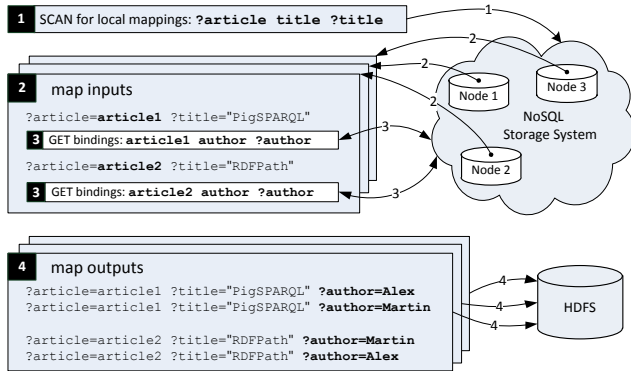 1 SCAN for local mappings: ?article title ?title
1
2
2
2
Node 1
Node 3
NoSQL
Storage System
Node 2
2 map inputs
?article=article1 ?title="PigSPARQL"
3 GET bindings: article1 author ?author
3
?article=article2 ?title="RDFPath"
3 GET bindings: article2 author ?author
3
4 map outputs
?article=article1 ?title="PigSPARQL" ?author=Alex
?article=article1 ?title="PigSPARQL" ?author=Martin
?article=article2 ?title="RDFPath" ?author=Martin
?article=article2 ?title="RDFPath" ?author=Alex
4
4
4
HDFS